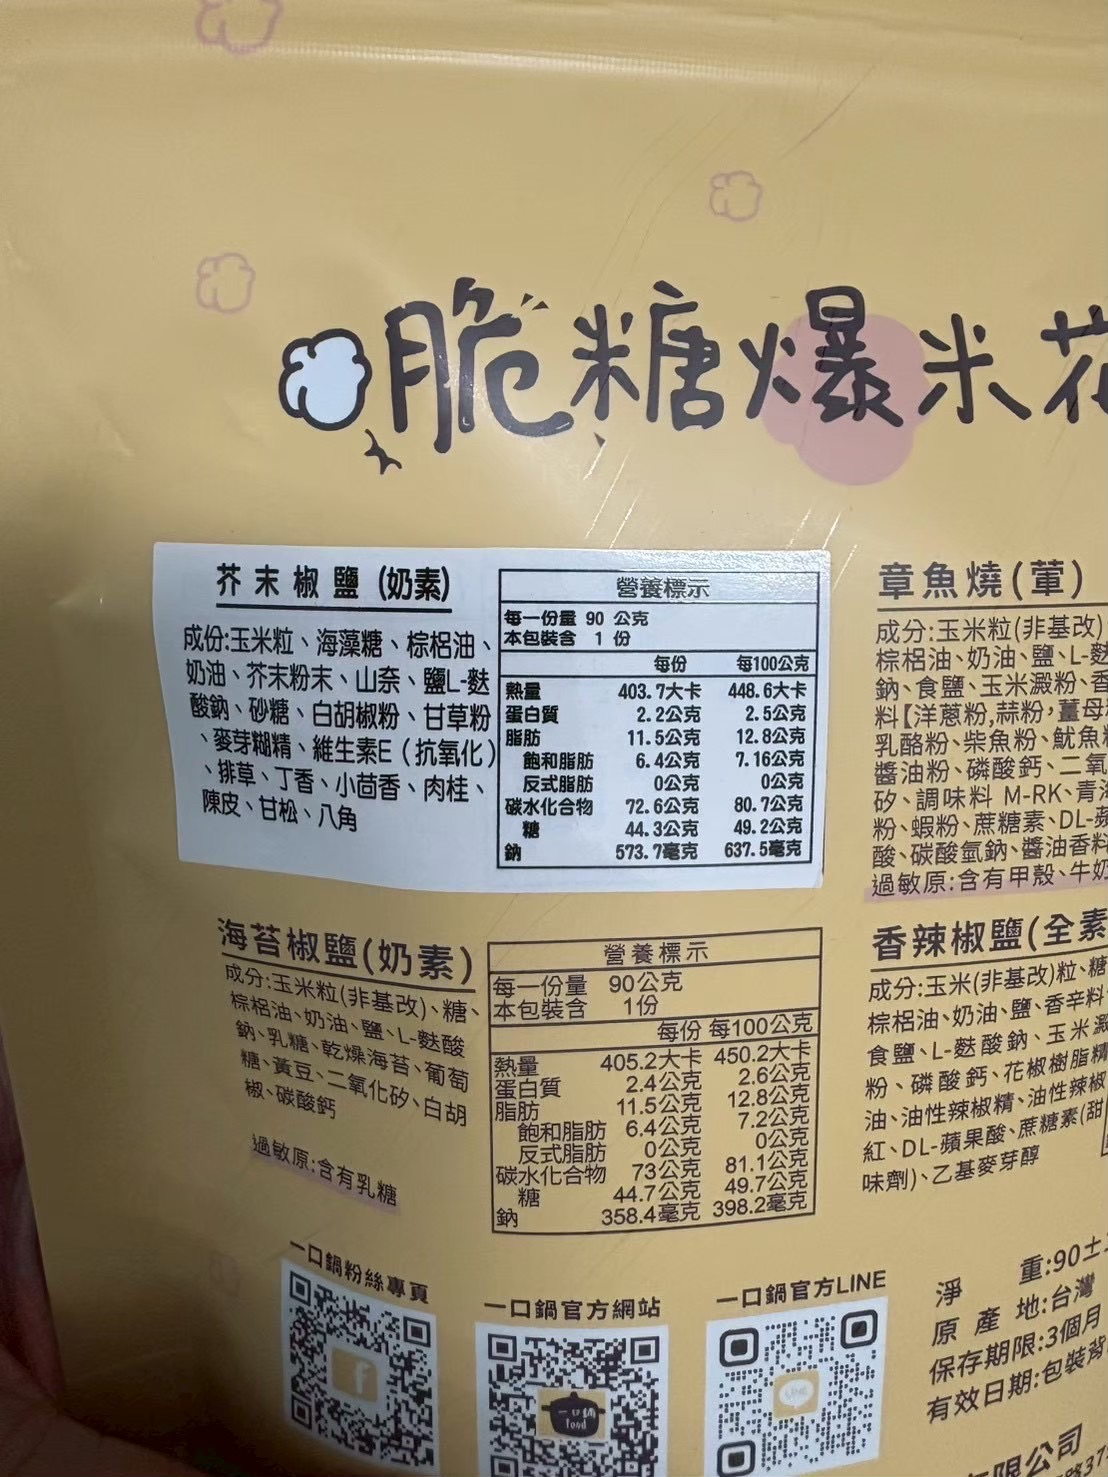 脆糖爆米花
芥末椒鹽 (奶素)
成份:玉米粒、海藻糖、棕梠油、
奶油、芥末粉末、山奈、鹽L-麩
酸鈉、砂糖、白胡椒粉、甘草粉
、麥芽糊精、維生素E(抗氧化)
、排草、丁香、小茴香、肉桂、
陳皮、甘松、八角
營養標示
每一份量 90 公克
本包裝含 1 份
每份 每100公克
熱量 403.7大卡 448.6大卡
蛋白質 2.2公克 2.5公克
脂肪 11.5公克 12.8公克
飽和脂肪 6.4公克 7.16公克
反式脂肪 0公克 0公克
碳水化合物 72.6公克 80.7公克
糖 44.3公克 49.2公克
鈉 573.7毫克 637.5毫克
章魚燒(葷)
成分:玉米粒(非基改)
棕梠油、奶油、鹽、L-麩
鈉、食鹽、玉米澱粉、香
料【洋蔥粉,蒜粉,薑母
乳酪粉、柴魚粉、魷魚
醬油粉、磷酸鈣、二氧
矽、調味料 M-RK、青海
粉、蝦粉、蔗糖素、DL-蘋
酸、碳酸氫鈉、醬油香料
過敏原:含有甲殼、牛奶
海苔椒鹽(奶素)
成分:玉米粒(非基改)、糖、
棕梠油、奶油、鹽、L-麩酸
鈉、乳糖、乾燥海苔、葡萄
糖、黃豆、二氧化矽、白胡
椒、碳酸鈣
過敏原:含有乳糖
營養標示
每一份量 90公克
本包裝含 1份
每份 每100公克
熱量 405.2大卡 450.2大卡
蛋白質 2.4公克 2.6公克
脂肪 11.5公克 12.8公克
飽和脂肪 6.4公克 7.2公克
反式脂肪 0公克 0公克
碳水化合物 73公克 81.1公克
糖 44.7公克 49.7公克
鈉 358.4毫克 398.2毫克
香辣椒鹽(全素
成分:玉米(非基改)粒、糖
棕梠油、奶油、鹽、香辛料
食鹽、L-麩酸鈉、玉米澱
粉、磷酸鈣、花椒樹脂精
油、油性辣椒精、油性辣椒
紅、DL-蘋果酸、蔗糖素(甜
味劑)、乙基麥芽醇
一口鍋粉絲專頁
一口鍋官方網站
一口鍋官方LINE
一口鍋
food
LINE
淨 重:90±
原產地:台灣
保存期限:3個月
有效日期:包裝背
限公司
路37